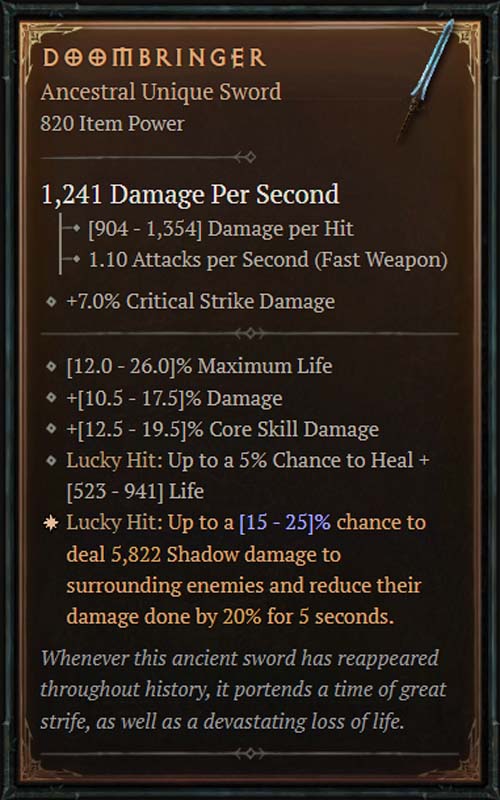 DOOMBRINGER
Ancestral Unique Sword
820 Item Power
1,241 Damage Per Second
[904 - 1,354] Damage per Hit
1.10 Attacks per Second (Fast Weapon)
+7.0% Critical Strike Damage
[12.0 - 26.0]% Maximum Life
+[10.5 - 17.5]% Damage
+[12.5 - 19.5]% Core Skill Damage
Lucky Hit: Up to a 5% Chance to Heal +
[523 - 941] Life
Lucky Hit: Up to a [15 - 25]% chance to
deal 5,822 Shadow damage to
surrounding enemies and reduce their
damage done by 20% for 5 seconds.
Whenever this ancient sword has reappeared
throughout history, it portends a time of great
strife, as well as a devastating loss of life.